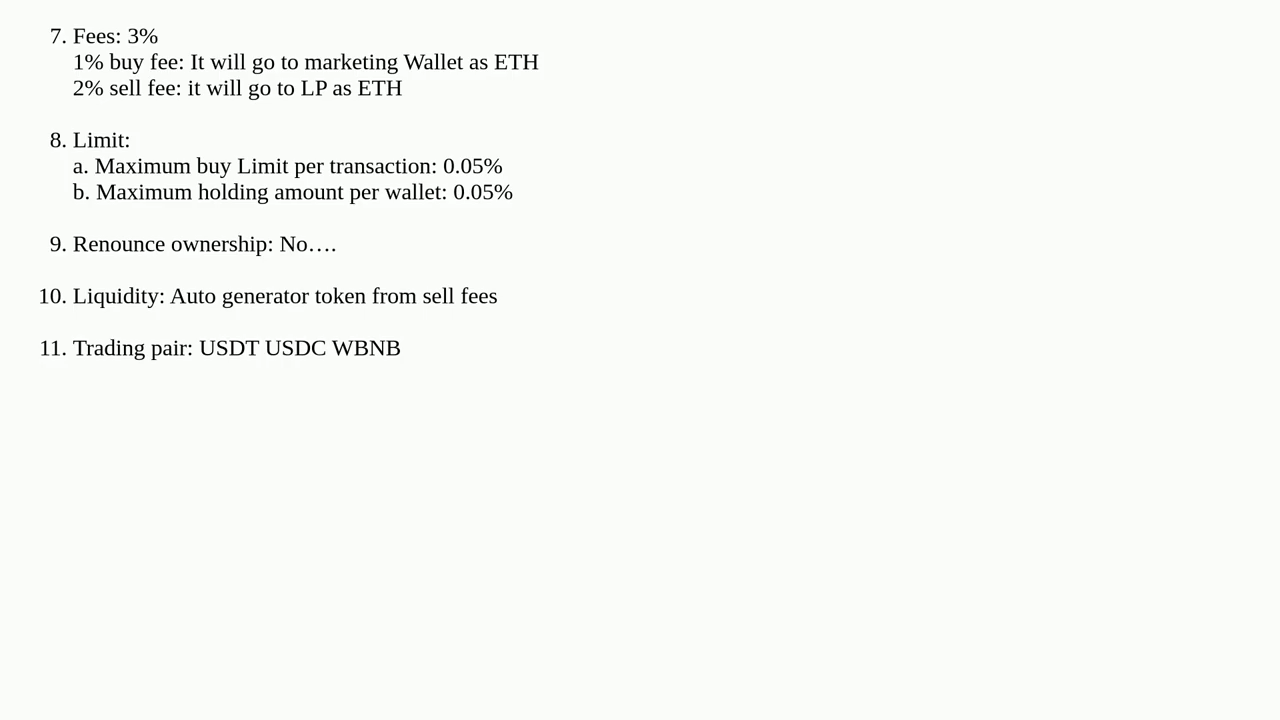 7. Fees: 3%
1% buy fee: It will go to marketing Wallet as ETH
2% sell fee: it will go to LP as ETH
8. Limit:
a. Maximum buy Limit per transaction: 0.05%
b. Maximum holding amount per wallet: 0.05%
9. Renounce ownership: No….
10. Liquidity: Auto generator token from sell fees
11. Trading pair: USDT USDC WBNB